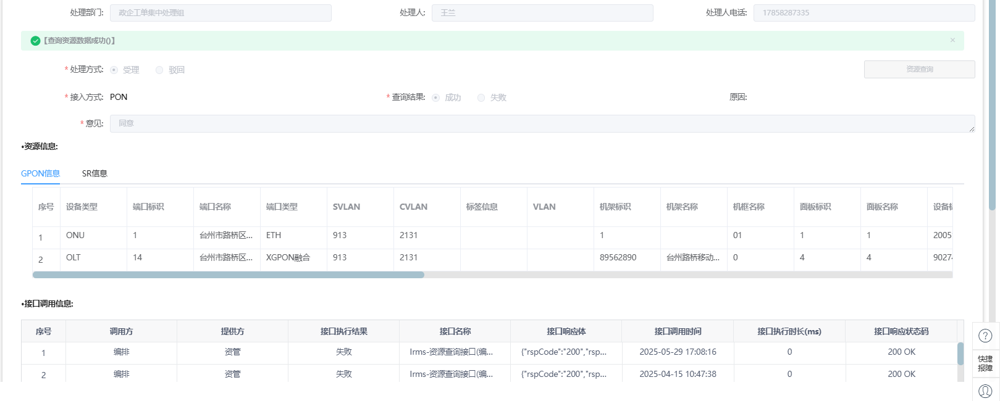 处理部门: 政企工单集中处理组 处理人: 王兰 处理人电话: 17858287335
【查询资源数据成功()】 ×
* 处理方式: 受理 驳回 资源查询
* 接入方式: PON * 查询结果: 成功 失败 原因:
* 意见: 同意
•资源信息:
GPON信息 SR信息
序号 设备类型 端口标识 端口名称 端口类型 SVLAN CVLAN 标签信息 VLAN 机架标识 机架名称 机框名称 面板标识 面板名称 设备标
1 ONU 1 台州市路桥区... ETH 913 2131 1 01 1 1 2005
2 OLT 14 台州市路桥区... XGPON融合 913 2131 89562890 台州路桥移动... 0 4 4 9027
•接口调用信息:
序号 调用方 提供方 接口执行结果 接口名称 接口响应体 接口调用时间 接口执行时长(ms) 接口响应状态码
1 编排 资管 失败 Irms-资源查询接口(编... {"rspCode":"200","rsp... 2025-05-29 17:08:16 0 200 OK
2 编排 资管 失败 Irms-资源查询接口(编... {"rspCode":"200","rsp... 2025-04-15 10:47:38 0 200 OK
?
快捷
报障